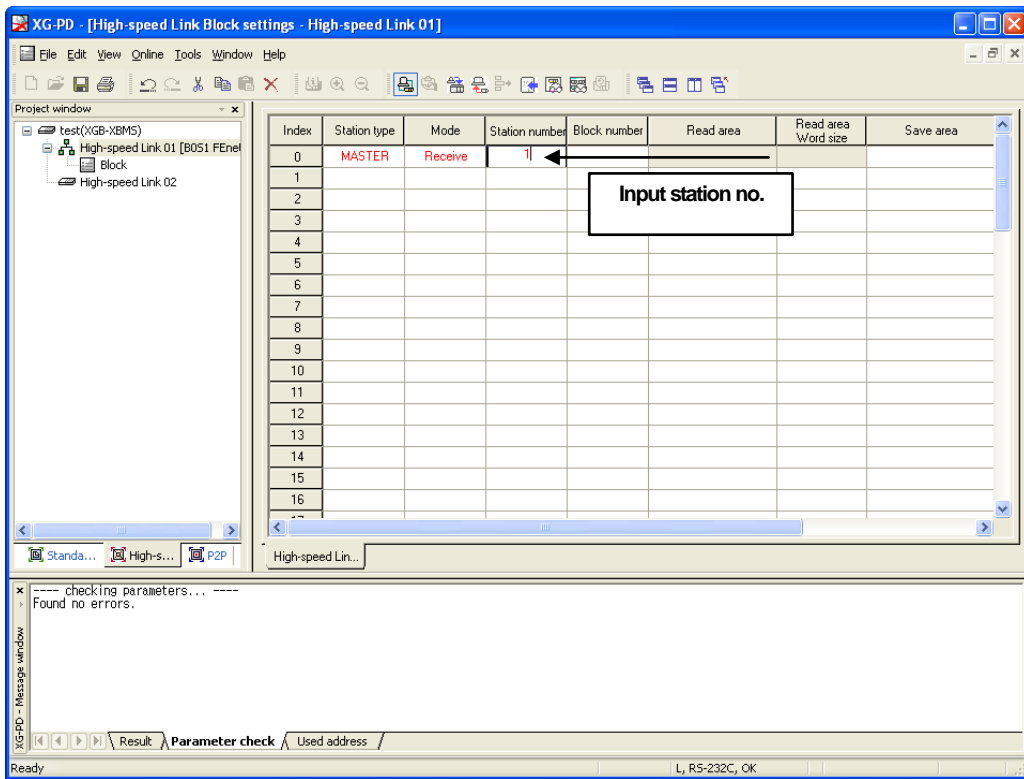 XG-PD - [High-speed Link Block settings - High-speed Link 01]
File Edit View Online Tools Window Help
Project window
test(XGB-XBMS)
High-speed Link 01 [B0S1 FEnel
Block
High-speed Link 02
Standa... High-s... P2P
Index Station type Mode Station number Block number Read area Read area Word size Save area
0 MASTER Receive 1
Input station no.
1
2
3
4
5
6
7
8
9
10
11
12
13
14
15
16
High-speed Lin...
---- checking parameters... ----
Found no errors.
XG-PD - Message window
Result Parameter check Used address
Ready L, RS-232C, OK